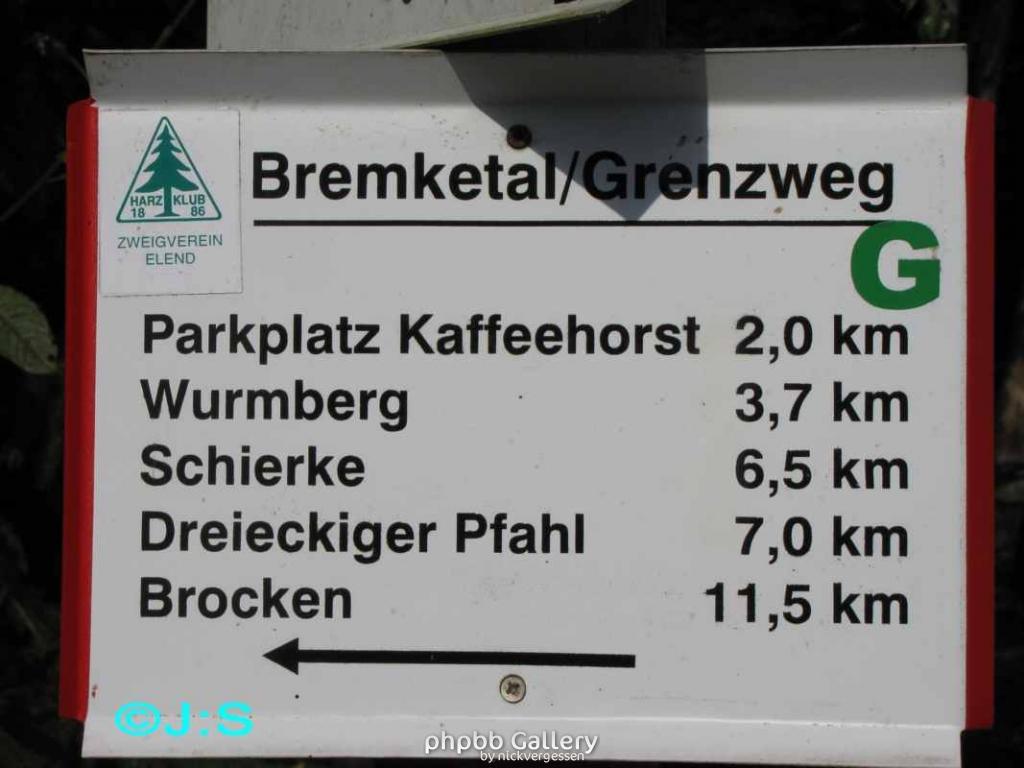 Bremketal/Grenzweg
HARZ KLUB
18 86
ZWEIGVEREIN
ELEND
G
Parkplatz Kaffeehorst 2,0 km
Wurmberg 3,7 km
Schierke 6,5 km
Dreieckiger Pfahl 7,0 km
Brocken 11,5 km
©J:S
phpbb Gallery
by nickvergessen